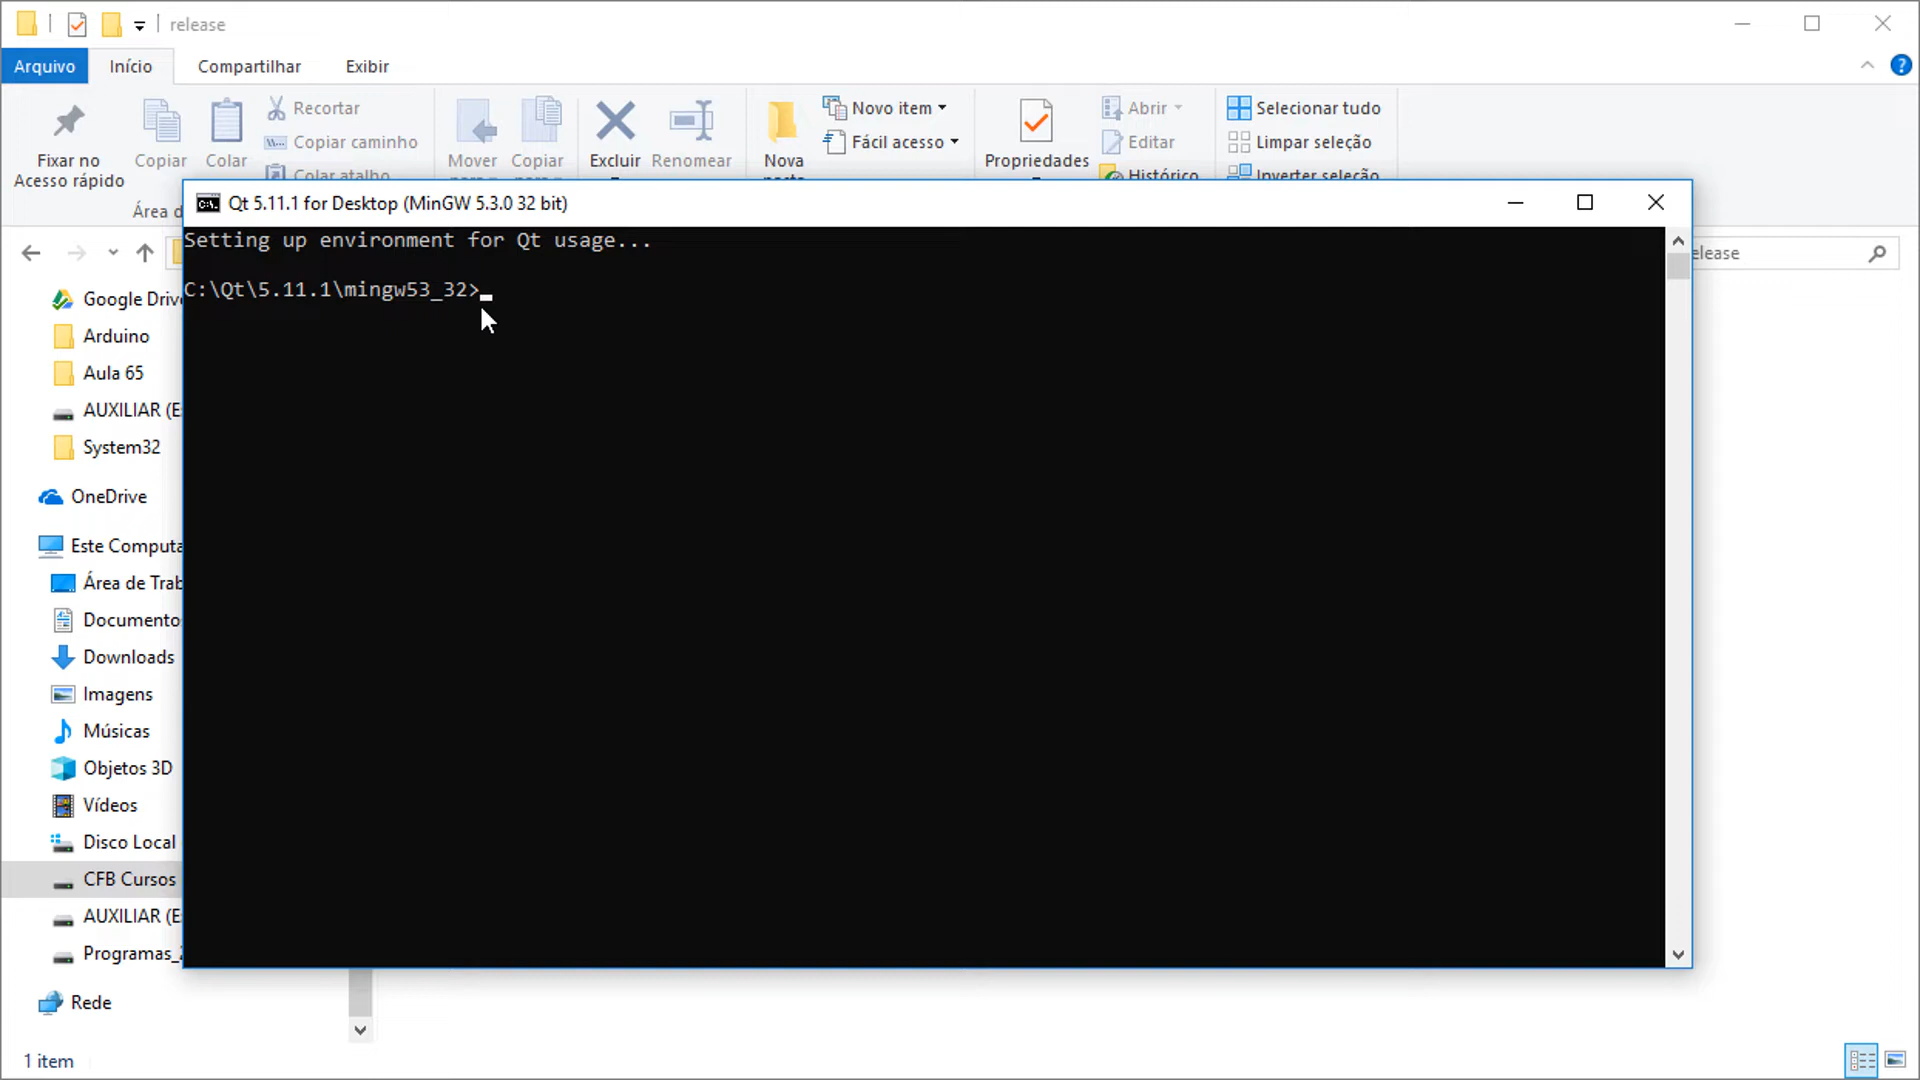 release
Arquivo
Início
Compartilhar
Exibir
Fixar no
Acesso rápido
Copiar
Colar
Recortar
Copiar caminho
Colar atalho
Mover
Copiar
Excluir
Renomear
Nova
Novo item
Fácil acesso
Propriedades
Abrir
Editar
Histórico
Selecionar tudo
Limpar seleção
Inverter seleção
Área d
Qt 5.11.1 for Desktop (MinGW 5.3.0 32 bit)
Setting up environment for Qt usage...
C:\Qt\5.11.1\mingw53_32>
elease
Google Drive
Arduino
Aula 65
AUXILIAR (E
System32
OneDrive
Este Computa
Área de Trab
Documento
Downloads
Imagens
Músicas
Objetos 3D
Vídeos
Disco Local
CFB Cursos
AUXILIAR (E
Programas_
Rede
1 item